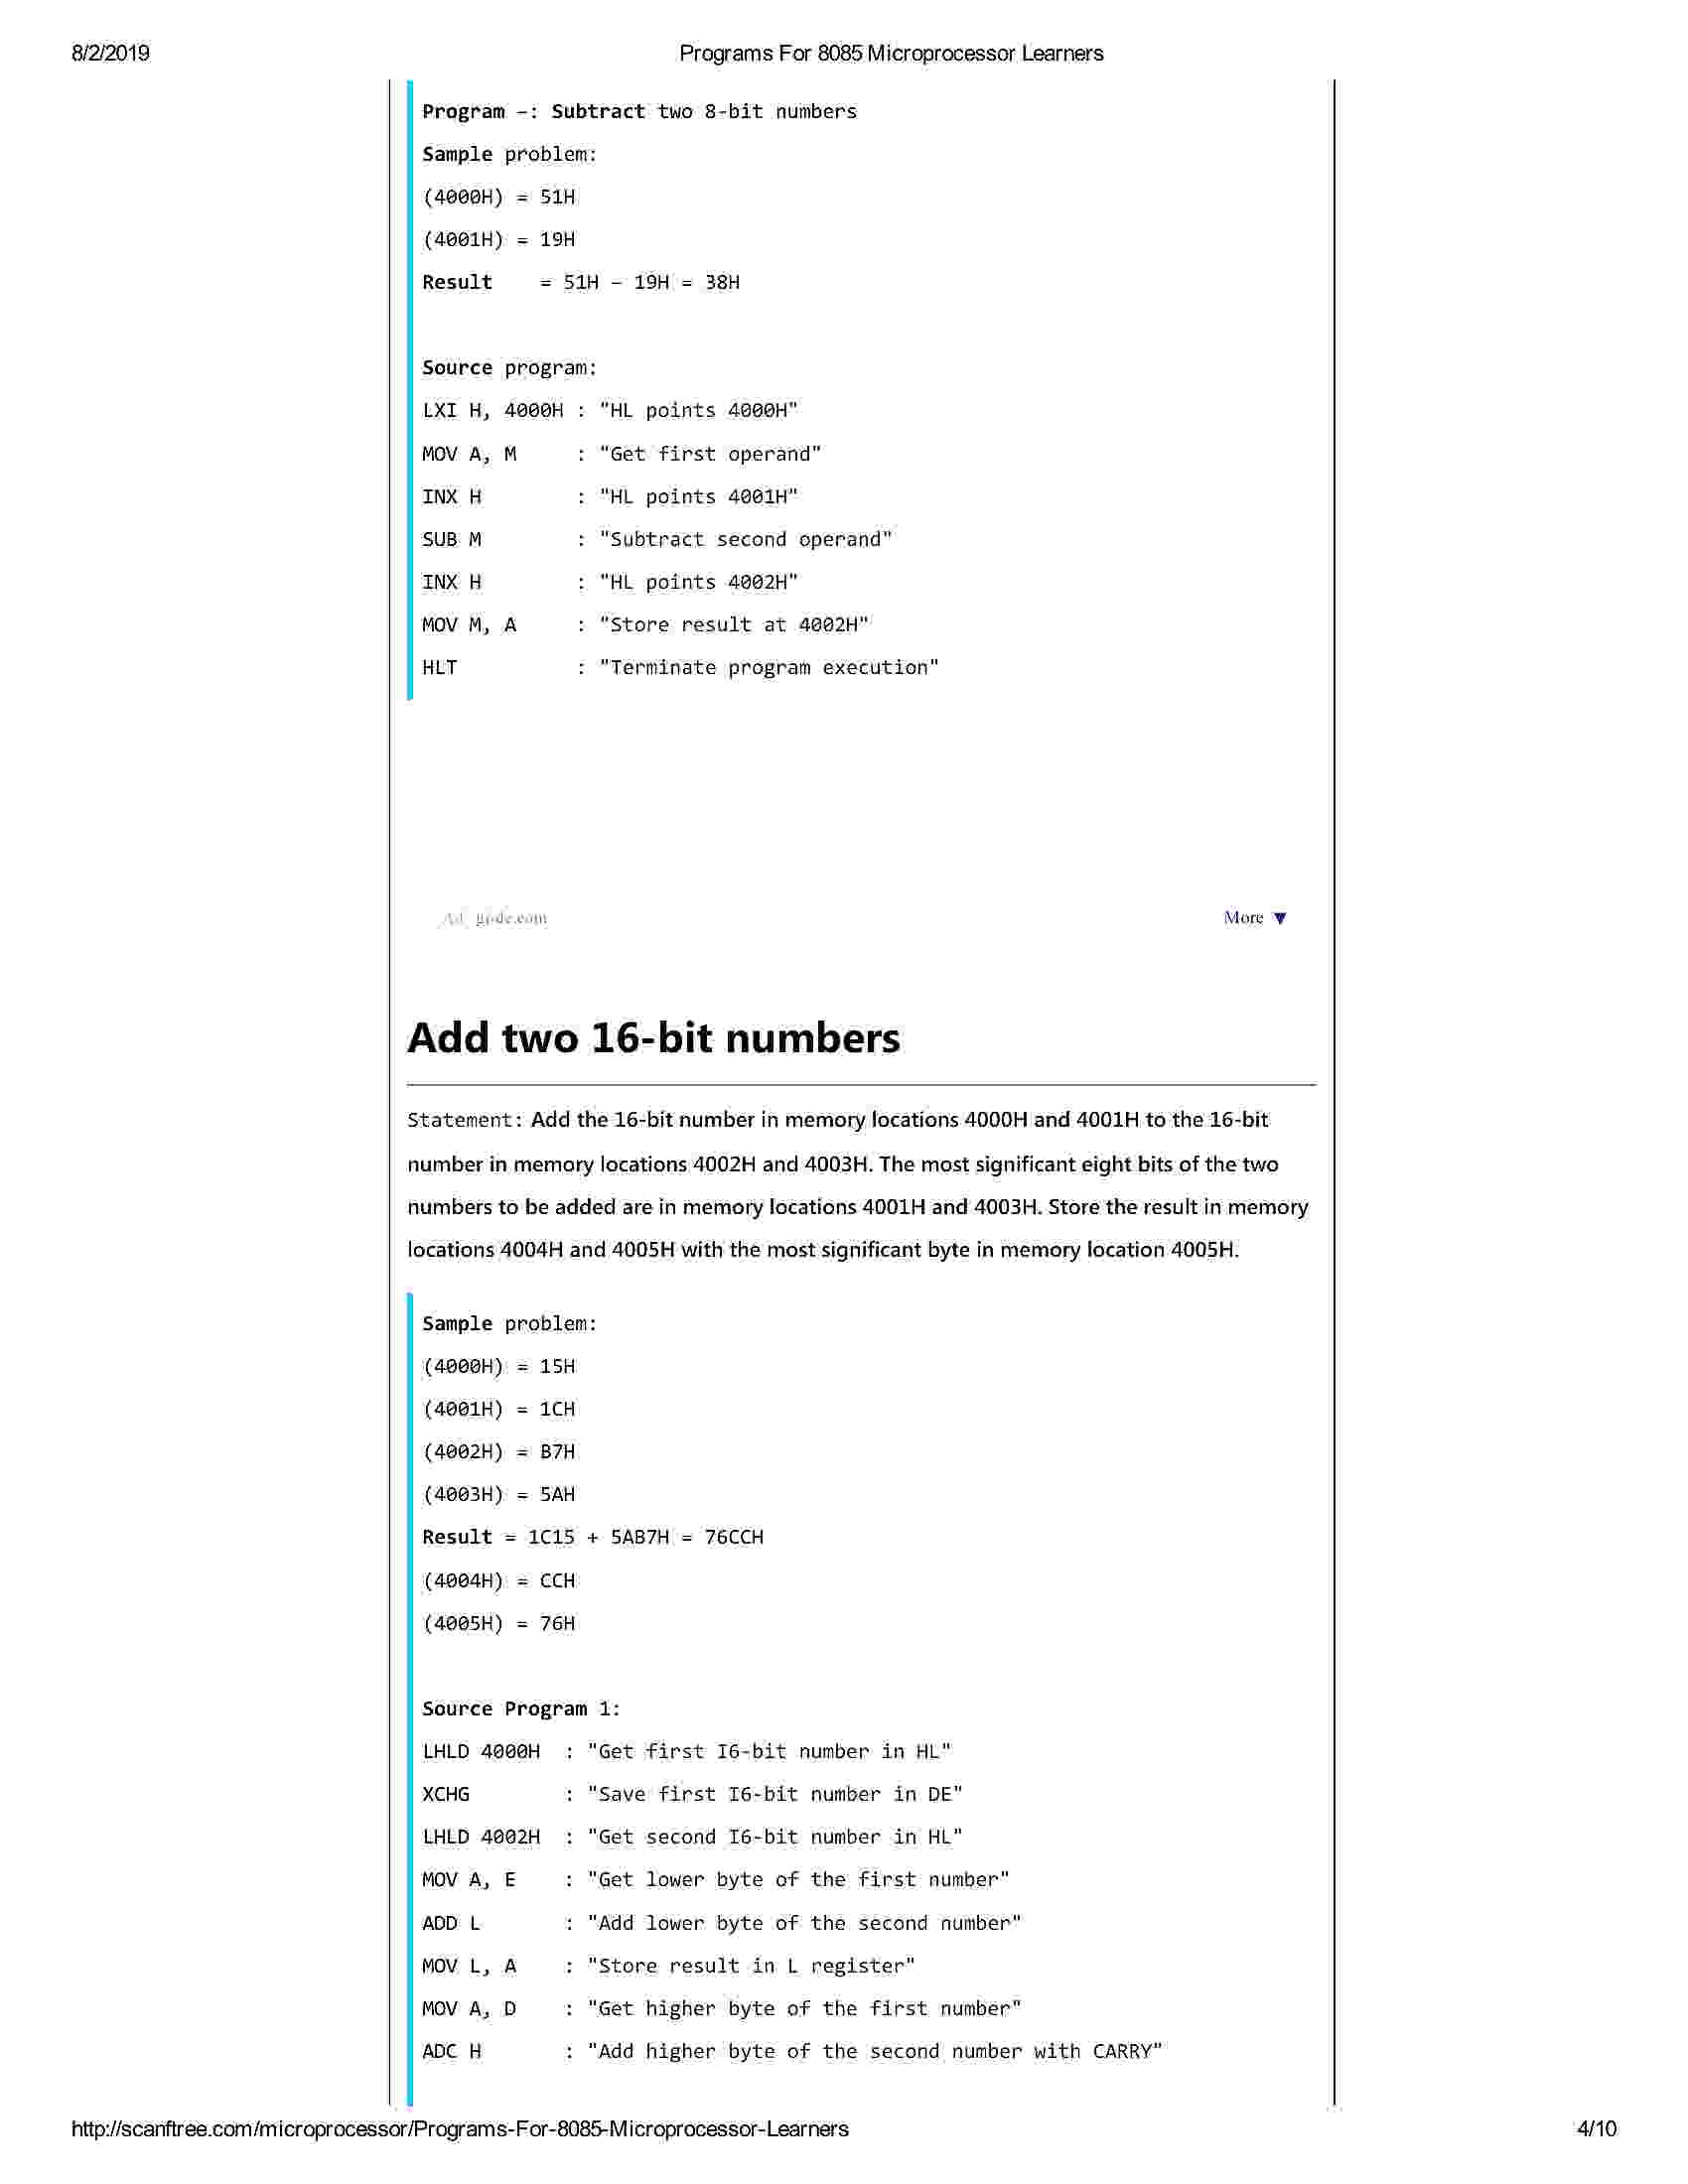 8/2/2019 Programs For 8085 Microprocessor Learners
Program –: Subtract two 8-bit numbers
Sample problem:
(4000H) = 51H
(4001H) = 19H
Result    = 51H – 19H = 38H
Source program:
LXI H, 4000H : "HL points 4000H"
MOV A, M     : "Get first operand"
INX H        : "HL points 4001H"
SUB M        : "Subtract second operand"
INX H        : "HL points 4002H"
MOV M, A     : "Store result at 4002H"
HLT          : "Terminate program execution"
Ad More ▼
Add two 16-bit numbers
Statement: Add the 16-bit number in memory locations 4000H and 4001H to the 16-bit
number in memory locations 4002H and 4003H. The most significant eight bits of the two
numbers to be added are in memory locations 4001H and 4003H. Store the result in memory
locations 4004H and 4005H with the most significant byte in memory location 4005H.
Sample problem:
(4000H) = 15H
(4001H) = 1CH
(4002H) = B7H
(4003H) = 5AH
Result = 1C15 + 5AB7H = 76CCH
(4004H) = CCH
(4005H) = 76H
Source Program 1:
LHLD 4000H  : "Get first I6-bit number in HL"
XCHG        : "Save first I6-bit number in DE"
LHLD 4002H  : "Get second I6-bit number in HL"
MOV A, E    : "Get lower byte of the first number"
ADD L       : "Add lower byte of the second number"
MOV L, A    : "Store result in L register"
MOV A, D    : "Get higher byte of the first number"
ADC H       : "Add higher byte of the second number with CARRY"
http://scanftree.com/microprocessor/Programs-For-8085-Microprocessor-Learners 4/10